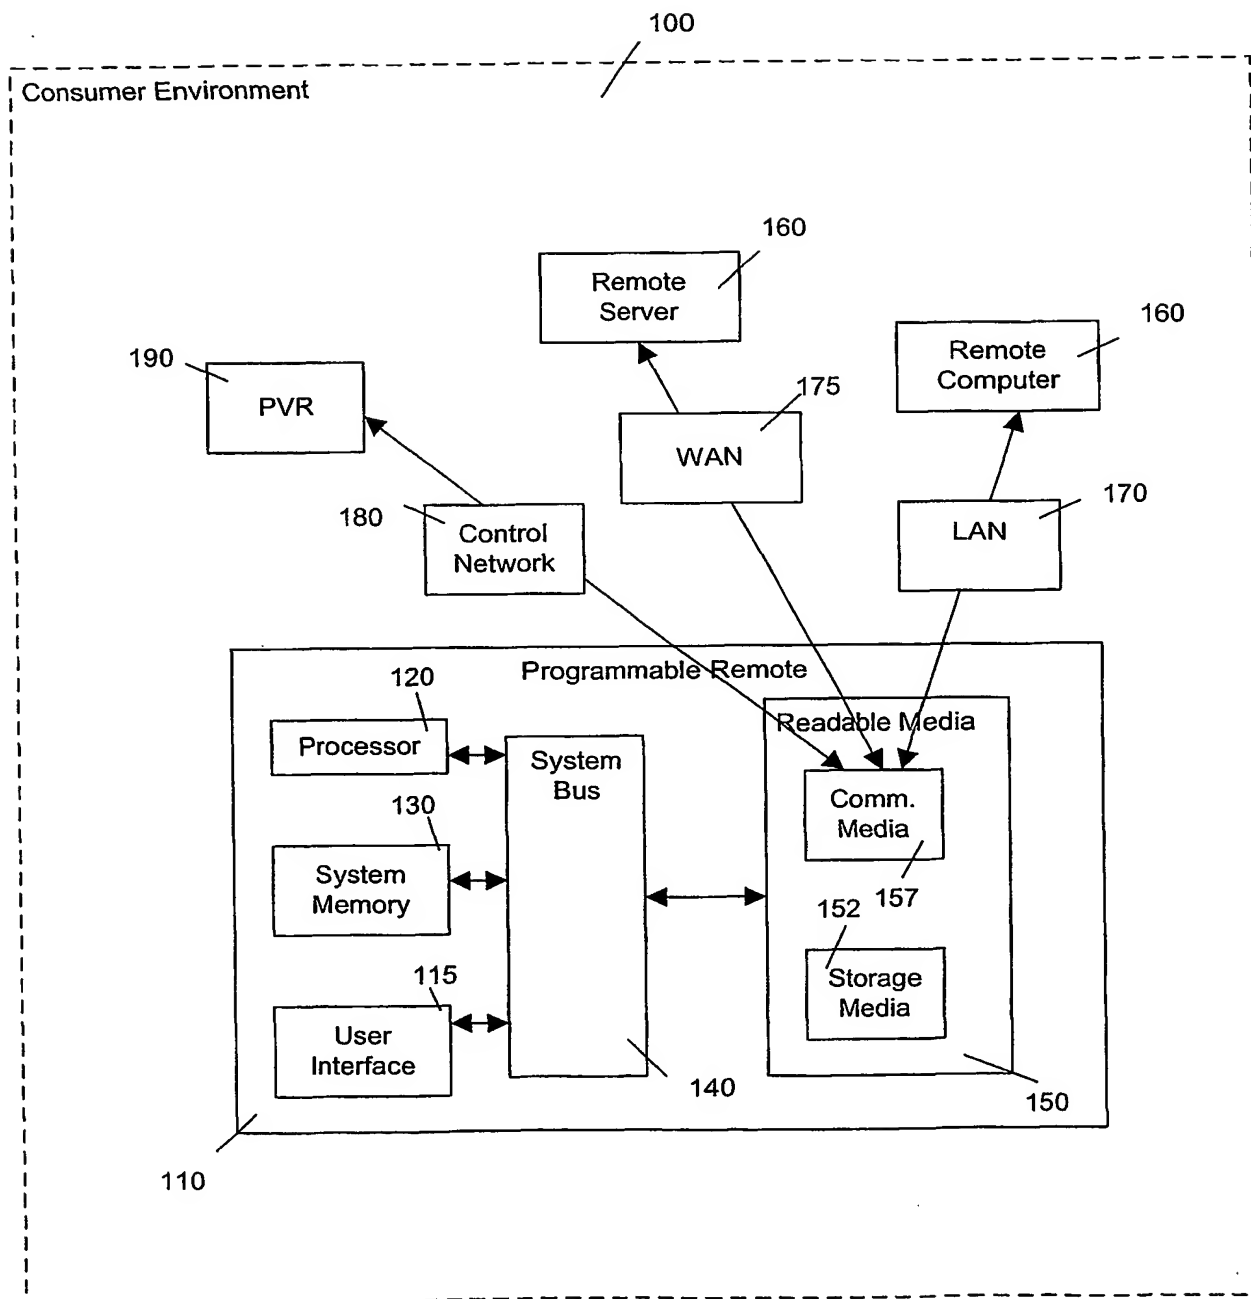 100
Consumer Environment
160
Remote
Server
160
Remote
Computer
190
PVR
175
WAN
170
LAN
180
Control
Network
Programmable Remote
120
Processor
System
Bus
Readable Media
Comm.
Media
130
System
Memory
157
152
Storage
Media
115
User
Interface
140
150
110